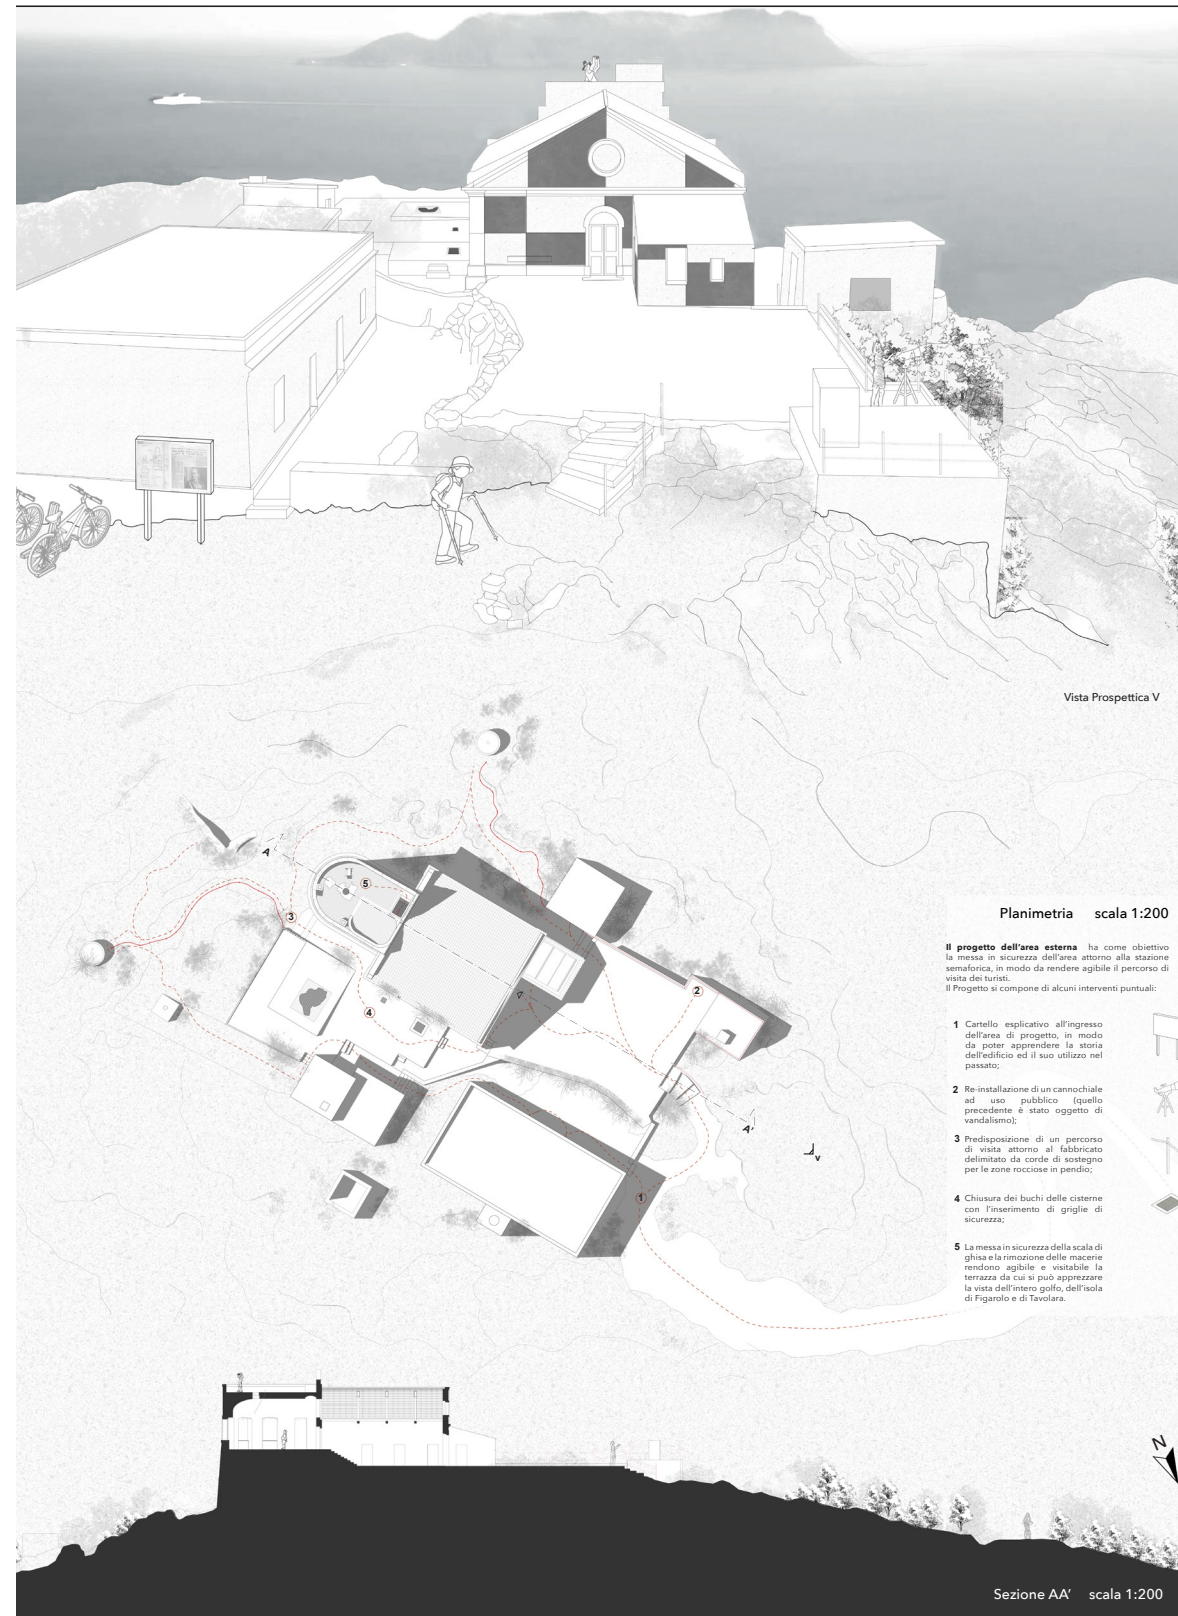 Vista Prospettica V
A
5
3
2
4
A
A'
V
1
Planimetria scala 1:200
Il progetto dell'area esterna ha come obiettivo
la messa in sicurezza dell'area attorno alla stazione
semaforica, in modo da rendere agibile il percorso di
visita dei turisti.
Il Progetto si compone di alcuni interventi puntuali:
1 Cartello esplicativo all'ingresso
dell'area di progetto, in modo
da poter apprendere la storia
dell'edificio ed il suo utilizzo nel
passato;
2 Re-installazione di un cannochiale
ad uso pubblico (quello
precedente è stato oggetto di
vandalismo);
3 Predisposizione di un percorso
di visita attorno al fabbricato
delimitato da corde di sostegno
per le zone rocciose in pendio;
4 Chiusura dei buchi delle cisterne
con l'inserimento di griglie di
sicurezza;
5 La messa in sicurezza della scala di
ghisa e la rimozione delle macerie
rendono agibile e visitabile la
terrazza da cui si può apprezzare
la vista dell'intero golfo, dell'isola
di Figarolo e di Tavolara.
N
Sezione AA' scala 1:200